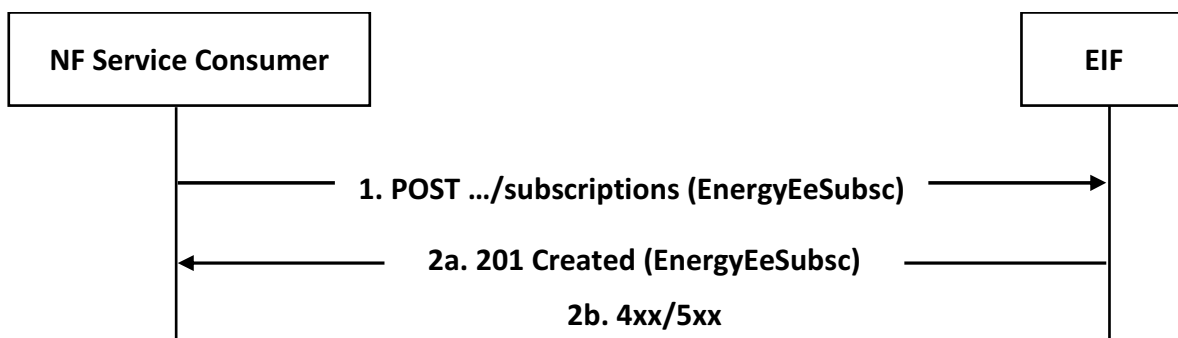 NF Service Consumer
EIF
1. POST …/subscriptions (EnergyEeSubsc)
2a. 201 Created (EnergyEeSubsc)
2b. 4xx/5xx